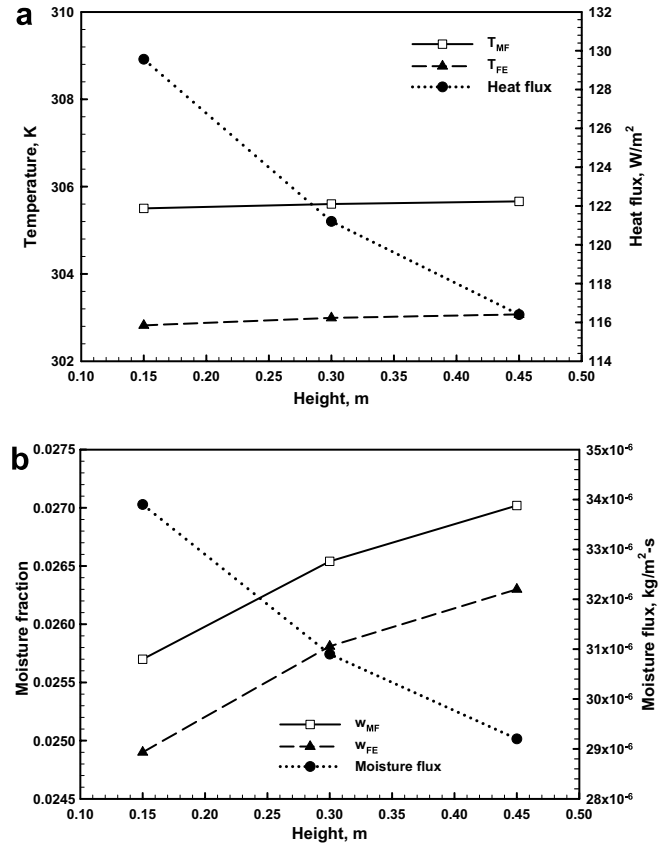 a
310
308
306
304
302
Temperature, K
132
130
128
126
124
122
120
118
116
114
Heat flux, W/m²
T_MF
T_FE
Heat flux
0.10 0.15 0.20 0.25 0.30 0.35 0.40 0.45 0.50
Height, m
b
0.0275
0.0270
0.0265
0.0260
0.0255
0.0250
0.0245
Moisture fraction
35x10⁻⁶
34x10⁻⁶
33x10⁻⁶
32x10⁻⁶
31x10⁻⁶
30x10⁻⁶
29x10⁻⁶
28x10⁻⁶
Moisture flux, kg/m²-s
w_MF
w_FE
Moisture flux
0.10 0.15 0.20 0.25 0.30 0.35 0.40 0.45 0.50
Height, m